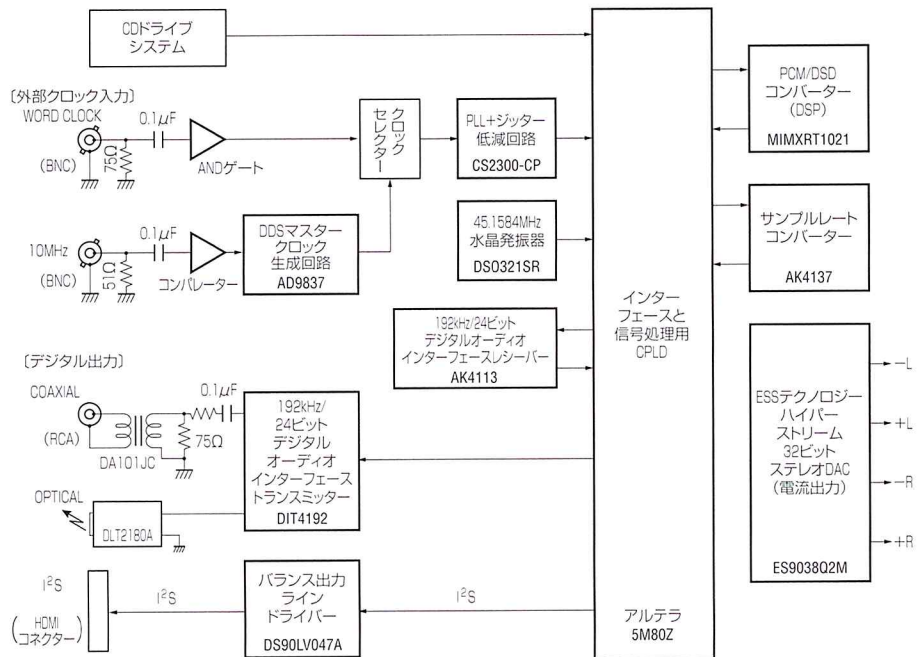 CDドライブ
システム
〔外部クロック入力〕
WORD CLOCK
0.1μF
(BNC)
75Ω
ANDゲート
クロック
セレクター
PLL+ジッター
低減回路
CS2300-CP
10MHz
0.1μF
(BNC)
51Ω
コンパレーター
DDSマスター
クロック
生成回路
AD9837
45.1584MHz
水晶発振器
DSO321SR
192kHz/24ビット
デジタルオーディオ
インターフェースレシーバー
AK4113
〔デジタル出力〕
COAXIAL
(RCA)
DA101JC
0.1μF
75Ω
192kHz/
24ビット
デジタル
オーディオ
インターフェース
トランスミッター
DIT4192
OPTICAL
DLT2180A
I²S
(HDMI
コネクター)
I²S
バランス出力
ライン
ドライバー
DS90LV047A
I²S
インター
フェースと
信号処理用
CPLD
アルテラ
5M80Z
PCM/DSD
コンバーター
(DSP)
MIMXRT1021
サンプルレート
コンバーター
AK4137
ESSテクノロジー
ハイパー
ストリーム
32ビット
ステレオDAC
(電流出力)
ES9038Q2M
−L
+L
−R
+R